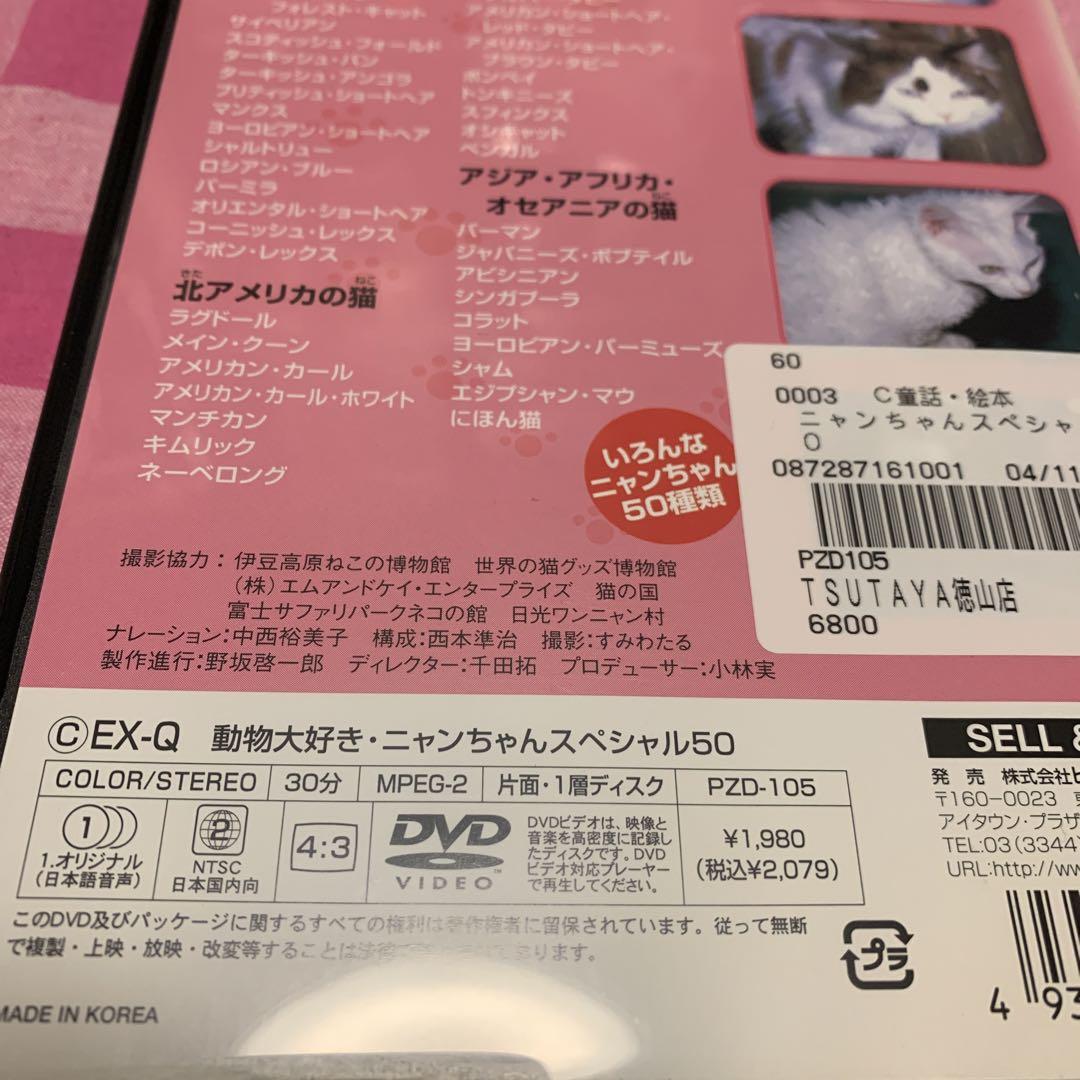 フォレスト・キャット
サイベリアン
スコティッシュ・フォールド
ターキッシュ・バン
ターキッシュ・アンゴラ
ブリティッシュ・ショートヘア
マンクス
ヨーロピアン・ショートヘア
シャルトリュー
ロシアン・ブルー
バーミラ
オリエンタル・ショートヘア
コーニッシュ・レックス
デボン・レックス
きた ねこ
北アメリカの猫
ラグドール
メイン・クーン
アメリカン・カール
アメリカン・カール・ホワイト
マンチカン
キムリック
ネーベロング
アメリカン・ショートヘア・
レッド・タビー
アメリカン・ショートヘア・
ブラウン・タビー
ボンベイ
トンキニーズ
スフィンクス
オシキャット
ベンガル
アジア・アフリカ・
ねこ
オセアニアの猫
バーマン
ジャパニーズ・ボブテイル
アビシニアン
シンガプーラ
コラット
ヨーロピアン・バーミューズ
シャム
エジプシャン・マウ
にほん猫
いろんな
ニャンちゃん
50種類
60
0003 C童話・絵本
ニャンちゃんスペシャ
0
087287161001 04/11
PZD105
TSUTAYA徳山店
6800
撮影協力：伊豆高原ねこの博物館 世界の猫グッズ博物館
（株）エムアンドケイ・エンタープライズ 猫の国
富士サファリパークネコの館 日光ワンニャン村
ナレーション：中西裕美子 構成：西本準治 撮影：すみわたる
製作進行：野坂啓一郎 ディレクター：千田拓 プロデューサー：小林実
ⒸEX-Q 動物大好き・ニャンちゃんスペシャル50
COLOR/STEREO 30分 MPEG-2 片面・1層ディスク PZD-105
1
1.オリジナル
（日本語音声）
2
NTSC
日本国内向
4:3
DVD
VIDEO
DVDビデオは、映像と
音楽を高密度に記録し
たディスクです。DVD
ビデオ対応プレーヤー
で再生してください。
¥1,980
（税込¥2,079）
SELL &
発 売 株式会社ビ
〒160-0023
アイタウン・プラザ
TEL:03（3344
URL:http://ww
このDVD及びパッケージに関するすべての権利は著作権者に留保されています。従って無断
で複製・上映・放映・改変等することは法律で
おります。
プラ
MADE IN KOREA
4 93